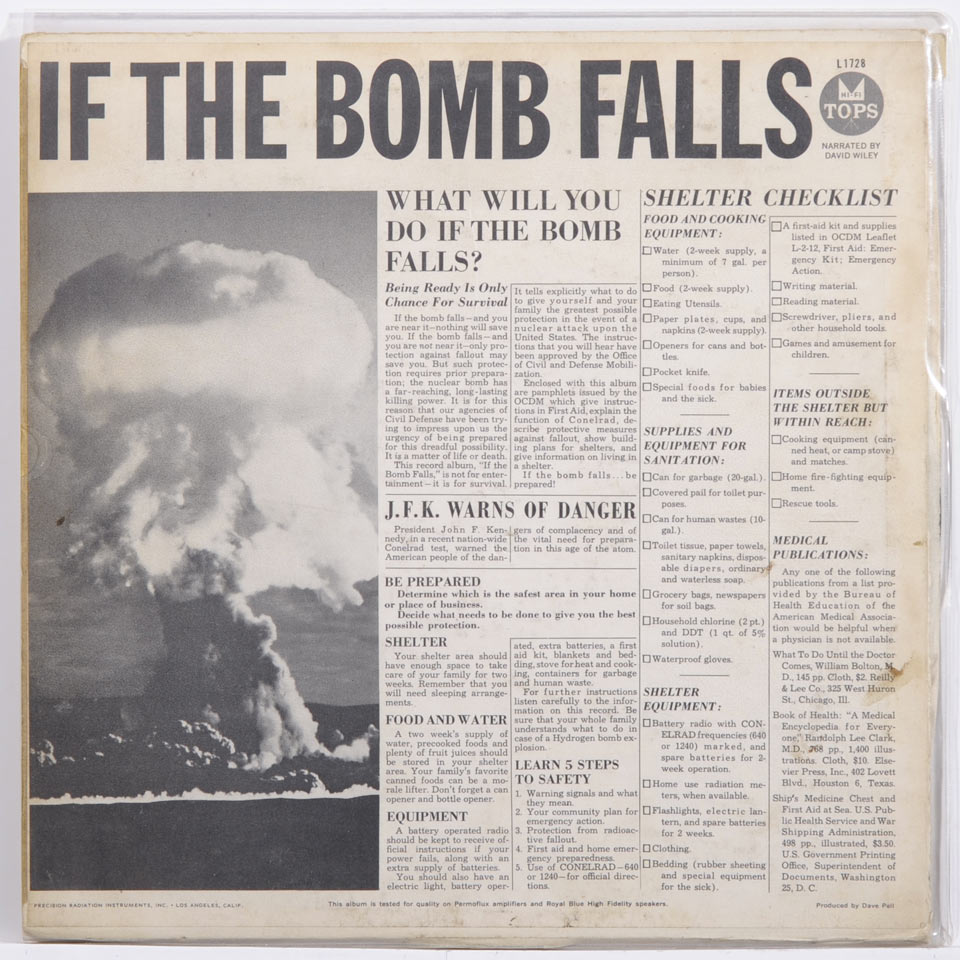 IF THE BOMB FALLS
L1728
HI-FI
TOPS
NARRATED BY
DAVID WILEY
WHAT WILL YOU
DO IF THE BOMB
FALLS?
Being Ready Is Only
Chance For Survival
If the bomb falls—and you
are near it—nothing will save
you. If the bomb falls—and
you are not near it—only pro-
tection against fallout may
save you. But such protec-
tion requires prior prepara-
tion; the nuclear bomb has
a far-reaching, long-lasting
killing power. It is for this
reason that our agencies of
Civil Defense have been try-
ing to impress upon us the
urgency of being prepared
for this dreadful possibility.
It is a matter of life or death.
This record album, "If the
Bomb Falls," is not for enter-
tainment—it is for survival.
It tells explicitly what to do
to give yourself and your
family the greatest possible
protection in the event of a
nuclear attack upon the
United States. The instruc-
tions that you will hear have
been approved by the Office
of Civil and Defense Mobili-
zation.
Enclosed with this album
are pamphlets issued by the
OCDM which give instruc-
tions in First Aid, explain the
function of Conelrad, de-
scribe protective measures
against fallout, show build-
ing plans for shelters, and
give information on living in
a shelter.
If the bomb falls...be
prepared!
J.F.K. WARNS OF DANGER
President John F. Ken-
nedy, in a recent nation-wide
Conelrad test, warned the
American people of the dan-
gers of complacency and of
the vital need for prepara-
tion in this age of the atom.
BE PREPARED
Determine which is the safest area in your home
or place of business.
Decide what needs to be done to give you the best
possible protection.
SHELTER
Your shelter area should
have enough space to take
care of your family for two
weeks. Remember that you
will need sleeping arrange-
ments.
FOOD AND WATER
A two week's supply of
water, precooked foods and
plenty of fruit juices should
be stored in your shelter
area. Your family's favorite
canned foods can be a mo-
rale lifter. Don't forget a can
opener and bottle opener.
EQUIPMENT
A battery operated radio
should be kept to receive of-
ficial instructions if your
power fails, along with an
extra supply of batteries.
You should also have an
electric light, battery oper-
ated, extra batteries, a first
aid kit, blankets and bed-
ding, stove for heat and cook-
ing, containers for garbage
and human waste.
For further instructions
listen carefully to the infor-
mation on this record. Be
sure that your whole family
understands what to do in
case of a Hydrogen bomb ex-
plosion.
LEARN 5 STEPS
TO SAFETY
1. Warning signals and what
they mean.
2. Your community plan for
emergency action.
3. Protection from radioac-
tive fallout.
4. First aid and home emer-
gency preparedness.
5. Use of CONELRAD—640
or 1240—for official direc-
tions.
SHELTER CHECKLIST
FOOD AND COOKING
EQUIPMENT:
Water (2-week supply, a
minimum of 7 gal. per
person).
Food (2-week supply).
Eating Utensils.
Paper plates, cups, and
napkins (2-week supply).
Openers for cans and bot-
tles.
Pocket knife.
Special foods for babies
and the sick.
SUPPLIES AND
EQUIPMENT FOR
SANITATION:
Can for garbage (20-gal.).
Covered pail for toilet pur-
poses.
Can for human wastes (10-
gal.).
Toilet tissue, paper towels,
sanitary napkins, dispos-
able diapers, ordinary
and waterless soap.
Grocery bags, newspapers
for soil bags.
Household chlorine (2 pt.)
and DDT (1 qt. of 5%
solution).
Waterproof gloves.
SHELTER
EQUIPMENT:
Battery radio with CON-
ELRAD frequencies (640
or 1240) marked, and
spare batteries for 2-
week operation.
Home use radiation me-
ters, when available.
Flashlights, electric lan-
tern, and spare batteries
for 2 weeks.
Clothing.
Bedding (rubber sheeting
and special equipment
for the sick).
A first-aid kit and supplies
listed in OCDM Leaflet
L-2-12, First Aid: Emer-
gency Kit; Emergency
Action.
Writing material.
Reading material.
Screwdriver, pliers, and
other household tools.
Games and amusement for
children.
ITEMS OUTSIDE
THE SHELTER BUT
WITHIN REACH:
Cooking equipment (can-
ned heat, or camp stove)
and matches.
Home fire-fighting equip-
ment.
Rescue tools.
MEDICAL
PUBLICATIONS:
Any one of the following
publications from a list pro-
vided by the Bureau of
Health Education of the
American Medical Associa-
tion would be helpful when
a physician is not available.
What To Do Until the Doctor
Comes, William Bolton, M.
D., 145 pp. Cloth, $2. Reilly
& Lee Co., 325 West Huron
St., Chicago, Ill.
Book of Health: "A Medical
Encyclopedia for Every-
one," Randolph Lee Clark,
M.D., 768 pp., 1,400 illus-
trations. Cloth, $10. Else-
vier Press, Inc., 402 Lovett
Blvd., Houston 6, Texas.
Ship's Medicine Chest and
First Aid at Sea. U.S. Pub-
lic Health Service and War
Shipping Administration,
498 pp., illustrated, $3.50.
U.S. Government Printing
Office, Superintendent of
Documents, Washington
25, D. C.
PRECISION RADIATION INSTRUMENTS, INC. • LOS ANGELES, CALIF.
This album is tested for quality on Permoflux amplifiers and Royal Blue High Fidelity speakers.
Produced by Dave Pell